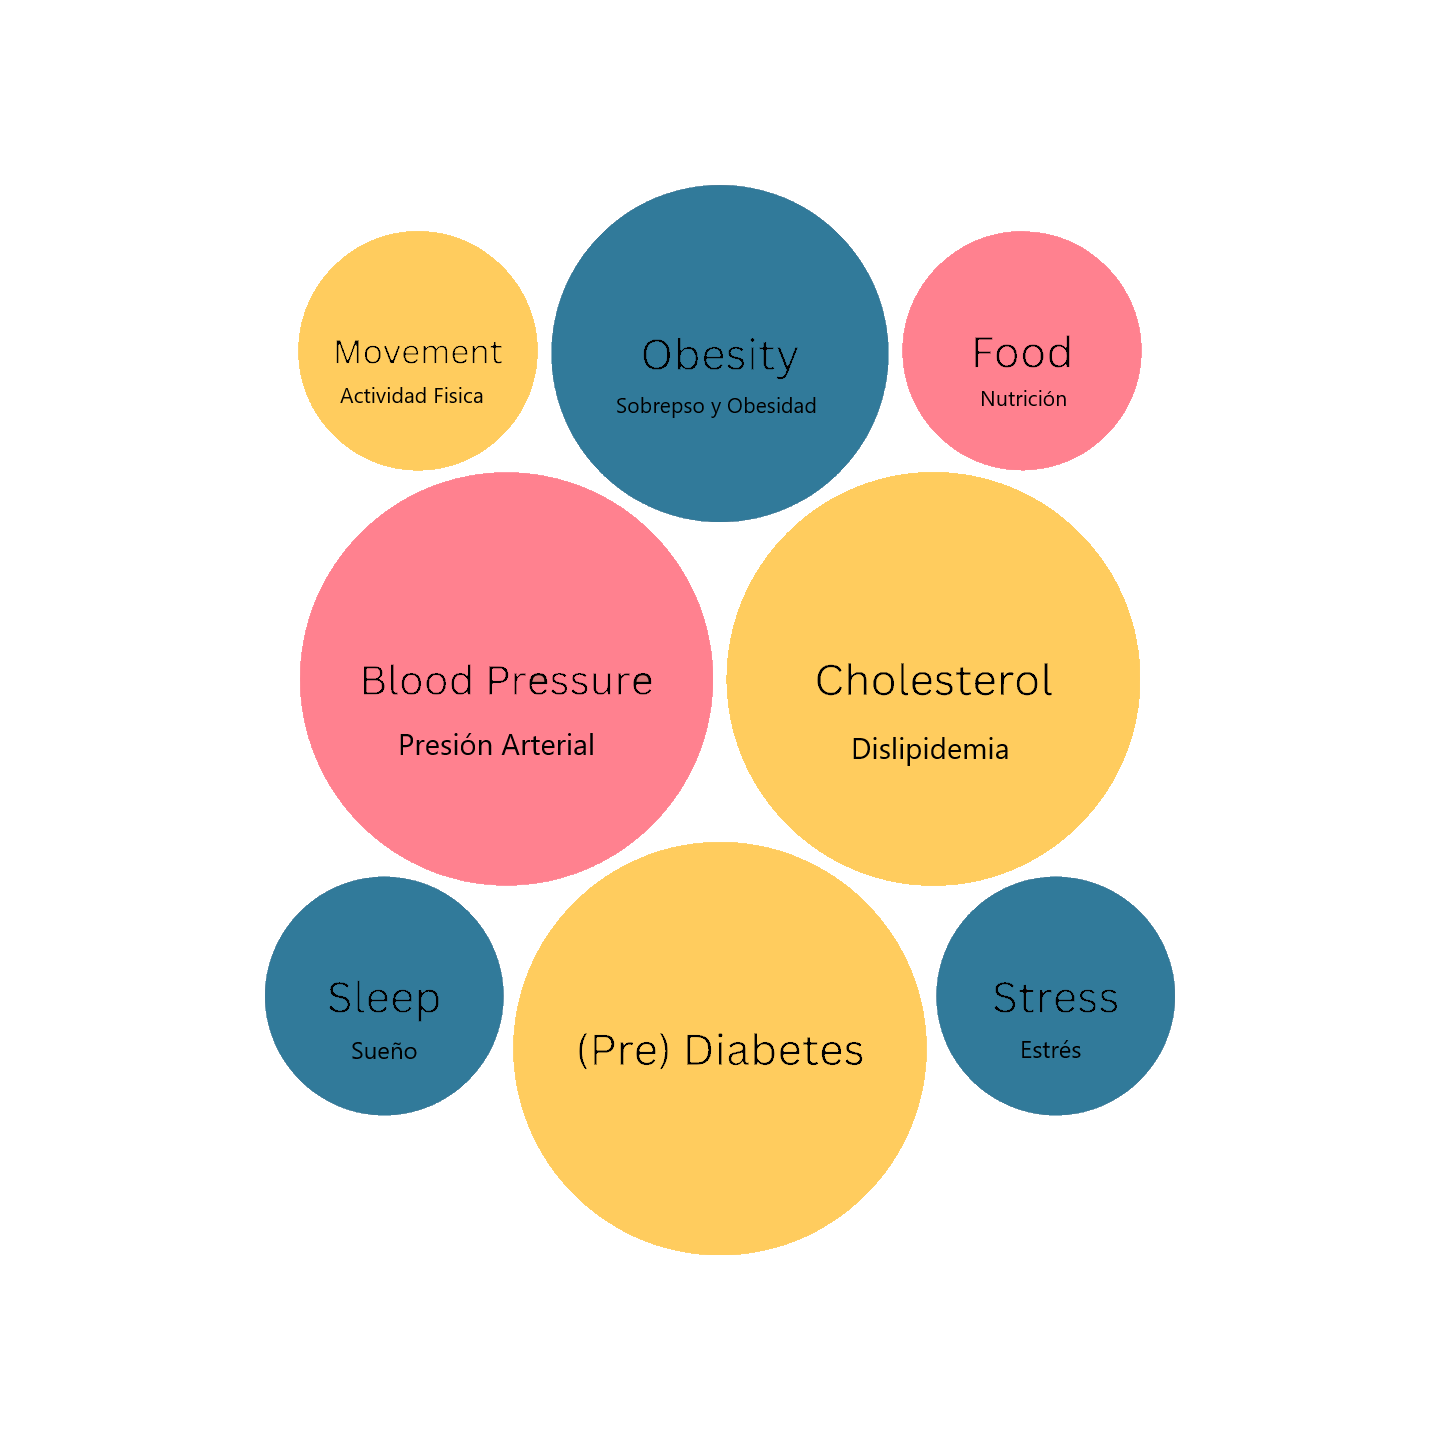 Movement
Actividad Fisica
Obesity
Sobrepso y Obesidad
Food
Nutrición
Blood Pressure
Presión Arterial
Cholesterol
Dislipidemia
Sleep
Sueño
(Pre) Diabetes
Stress
Estrés